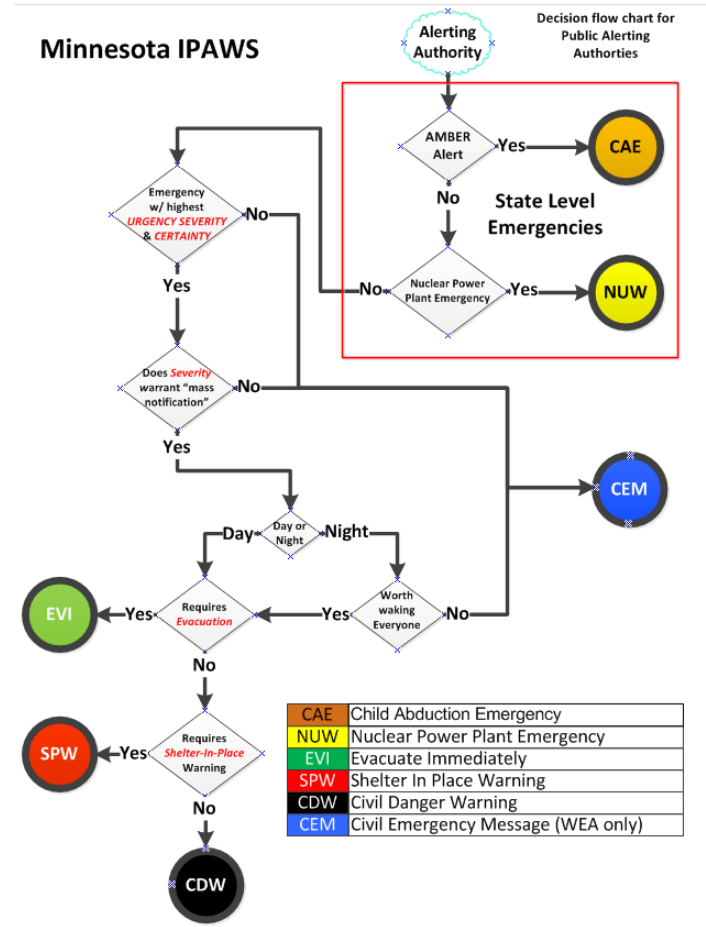 Minnesota IPAWS
Alerting
Authority
Decision flow chart for
Public Alerting
Authorties
AMBER
Alert
Yes
CAE
No
State Level
Emergencies
Emergency
w/ highest
URGENCY SEVERITY
& CERTAINTY
No
Yes
Nuclear Power
Plant Emergency
No
Yes
NUW
Does Severity
warrant “mass
notification”
No
Yes
CEM
Day or
Night
Day
Night
EVI
Yes
Requires
Evacuation
Yes
Worth
waking
Everyone
No
No
SPW
Yes
Requires
Shelter-In-Place
Warning
No
CDW
CAE Child Abduction Emergency
NUW Nuclear Power Plant Emergency
EVI Evacuate Immediately
SPW Shelter In Place Warning
CDW Civil Danger Warning
CEM Civil Emergency Message (WEA only)